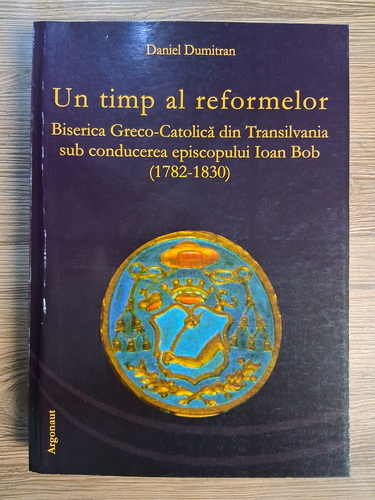 Daniel Dumitran
Un timp al reformelor
Biserica Greco-Catolică din Transilvania
sub conducerea episcopului Ioan Bob
(1782-1830)
Argonaut